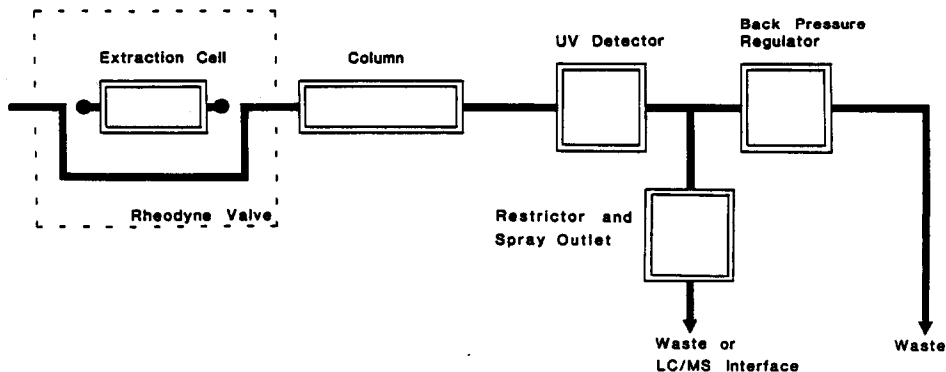 Extraction Cell
Column
UV Detector
Back Pressure
Regulator
Rheodyne Valve
Restrictor and
Spray Outlet
Waste or
LC/MS Interface
Waste